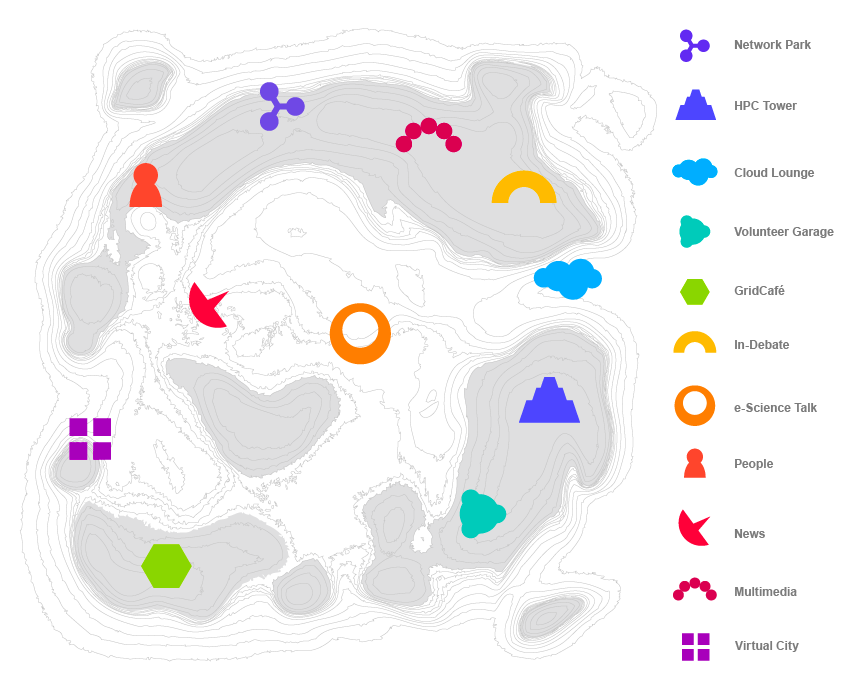 Network Park
HPC Tower
Cloud Lounge
Volunteer Garage
GridCafé
In-Debate
e-Science Talk
People
News
Multimedia
Virtual City